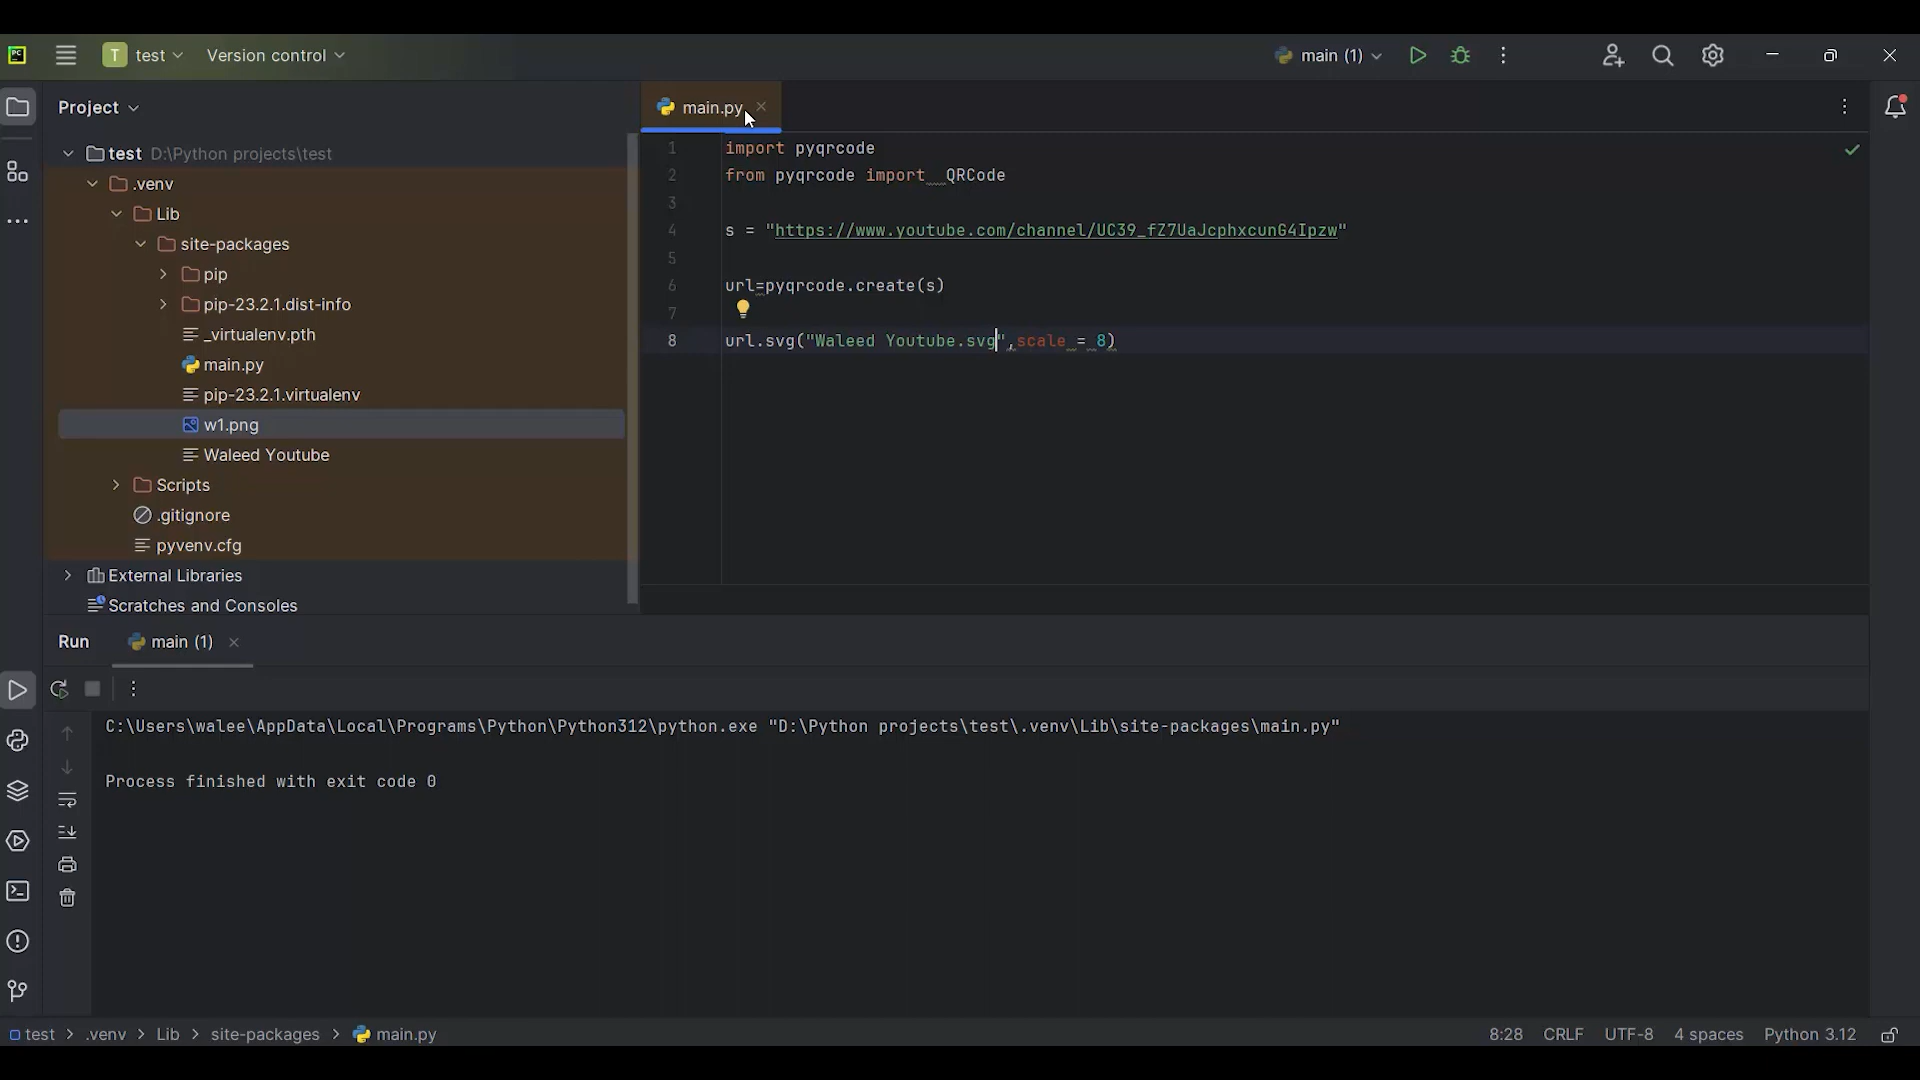 T test Version control main (1)
Project main.py
test D:\Python projects\test
.venv
Lib
site-packages
pip
pip-23.2.1.dist-info
_virtualenv.pth
main.py
pip-23.2.1.virtualenv
w1.png
Waleed Youtube
Scripts
.gitignore
pyvenv.cfg
External Libraries
Scratches and Consoles
1 import pyqrcode
2 from pyqrcode import  QRCode
3
4 s = "https://www.youtube.com/channel/UC39_fZ7UaJcphxcunG4Ipzw"
5
6 url=pyqrcode.create(s)
7
8 url.svg("Waleed Youtube.svg",scale = 8)
Run main (1)
C:\Users\walee\AppData\Local\Programs\Python\Python312\python.exe "D:\Python projects\test\.venv\Lib\site-packages\main.py"
Process finished with exit code 0
test > .venv > Lib > site-packages > main.py 8:28 CRLF UTF-8 4 spaces Python 3.12